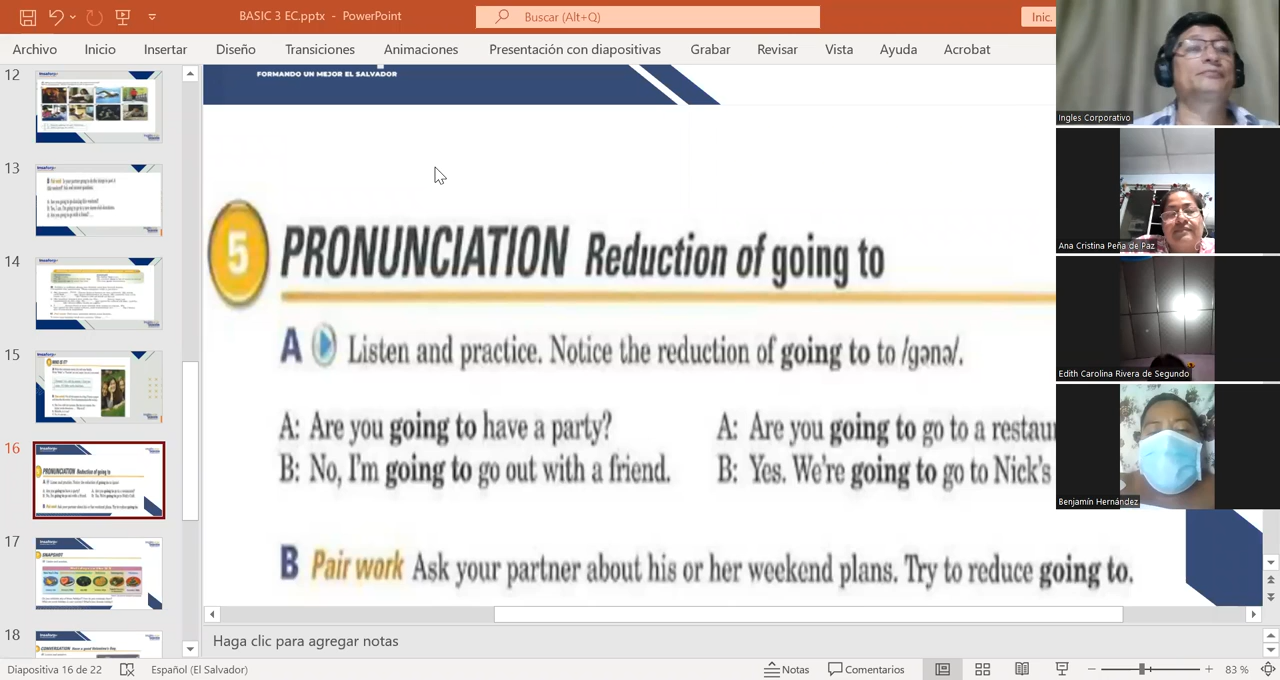 BASIC 3 EC.pptx - PowerPoint
Buscar (Alt+Q)
Inic.
Archivo Inicio Insertar Diseño Transiciones Animaciones Presentación con diapositivas Grabar Revisar Vista Ayuda Acrobat
12
13
14
15
16
17
18
FORMANDO UN MEJOR EL SALVADOR
5 PRONUNCIATION Reduction of going to
A Listen and practice. Notice the reduction of going to to /gənə/.
A: Are you going to have a party?
B: No, I'm going to go out with a friend.
A: Are you going to go to a restaur
B: Yes. We're going to go to Nick's
B Pair work Ask your partner about his or her weekend plans. Try to reduce going to.
Ingles Corporativo
Ana Cristina Peña de Paz
Edith Carolina Rivera de Segundo
Benjamín Hernández
Haga clic para agregar notas
Diapositiva 16 de 22 Español (El Salvador) Notas Comentarios 83 %